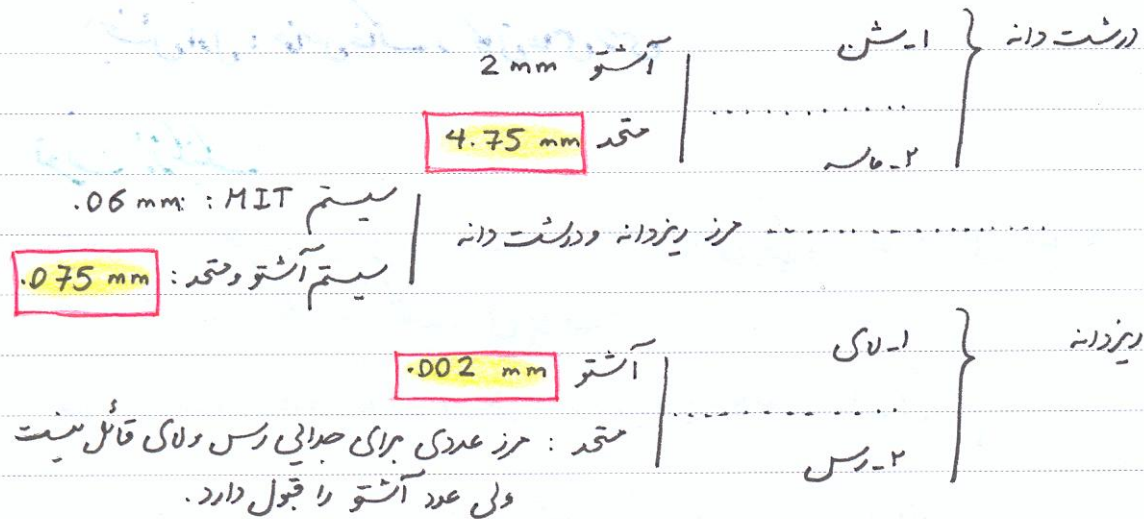 درشت دانه
۱- شن
آشتو 2 mm
متحد 4.75 mm
۲- ماسه
مرز ریزدانه و درشت دانه
سیستم MIT : .06 mm
سیستم آشتو و متحد : .075 mm
ریزدانه
۱- لای
آشتو .002 mm
متحد : مرز عددی برای جدایی رس و لای قائل نیست
ولی عدد آشتو را قبول دارد.
۲- رس